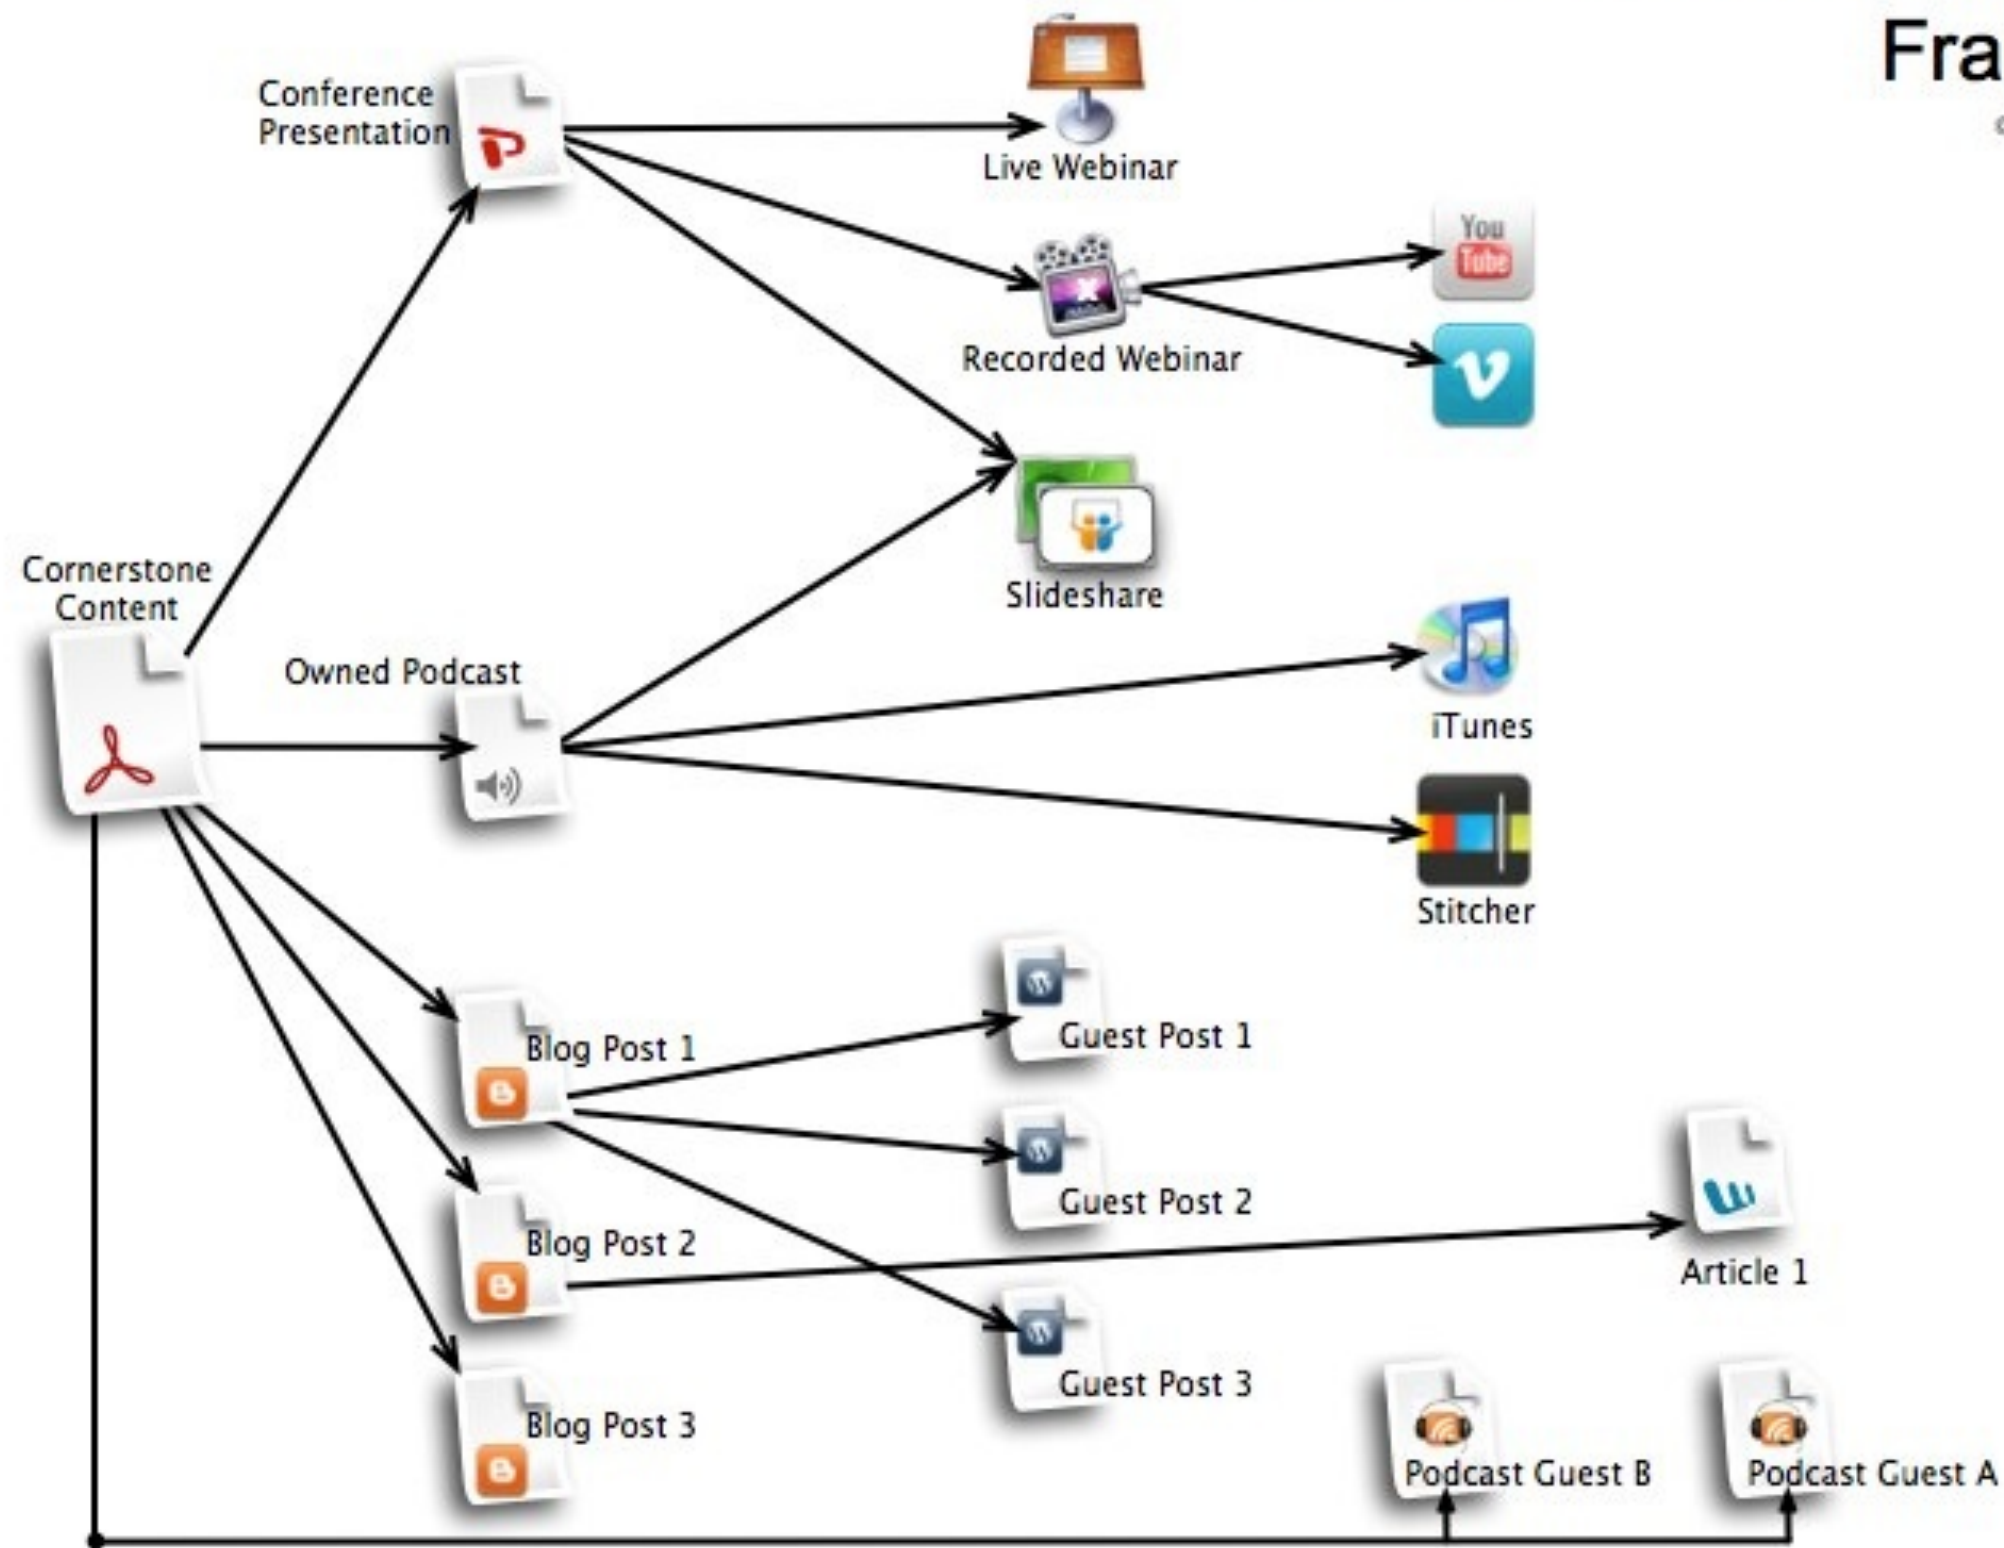 Fra
Conference
Presentation
Live Webinar
You
Tube
Recorded Webinar
Slideshare
Cornerstone
Content
Owned Podcast
iTunes
Stitcher
Blog Post 1
Guest Post 1
Guest Post 2
Blog Post 2
Article 1
Guest Post 3
Blog Post 3
Podcast Guest B
Podcast Guest A